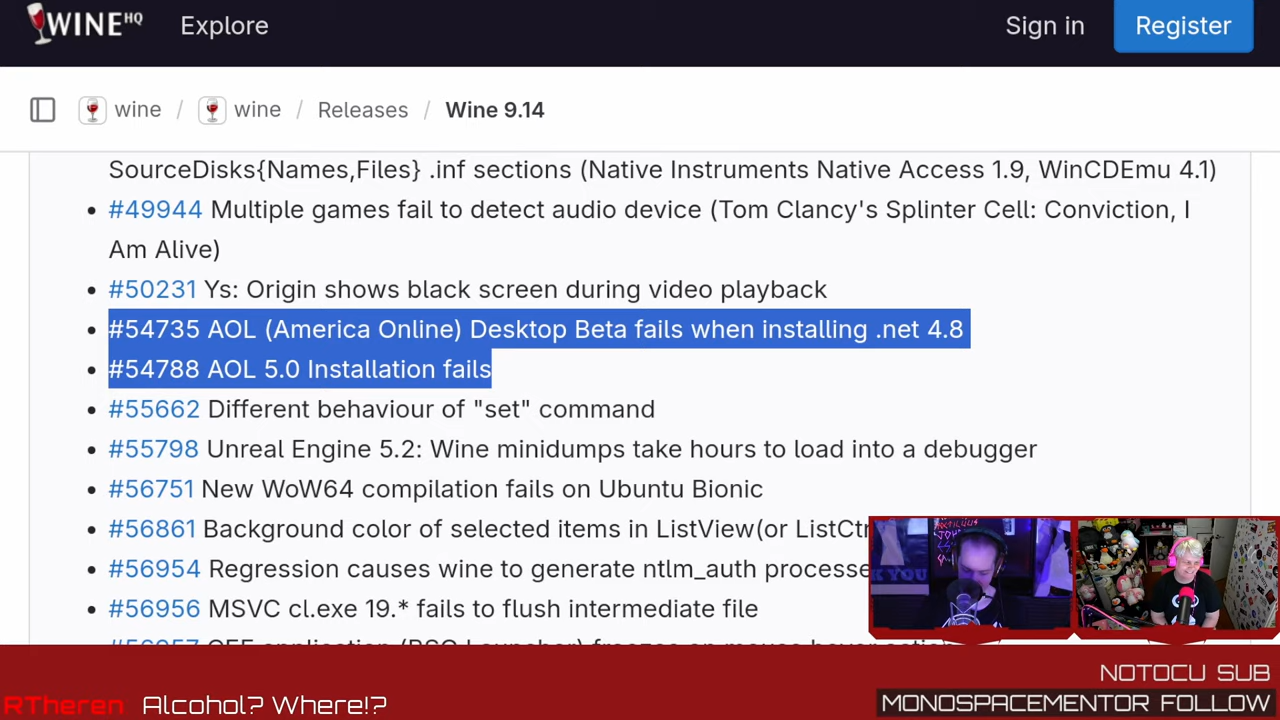 WINE HQ Explore Sign in Register
wine / wine / Releases / Wine 9.14
SourceDisks{Names,Files} .inf sections (Native Instruments Native Access 1.9, WinCDEmu 4.1)
• #49944 Multiple games fail to detect audio device (Tom Clancy's Splinter Cell: Conviction, I
Am Alive)
• #50231 Ys: Origin shows black screen during video playback
• #54735 AOL (America Online) Desktop Beta fails when installing .net 4.8
• #54788 AOL 5.0 Installation fails
• #55662 Different behaviour of "set" command
• #55798 Unreal Engine 5.2: Wine minidumps take hours to load into a debugger
• #56751 New WoW64 compilation fails on Ubuntu Bionic
• #56861 Background color of selected items in ListView(or ListCtr
• #56954 Regression causes wine to generate ntlm_auth processe
• #56956 MSVC cl.exe 19.* fails to flush intermediate file
NOTOCU SUB
RTheren Alcohol? Where!?
MONOSPACEMENTOR FOLLOW